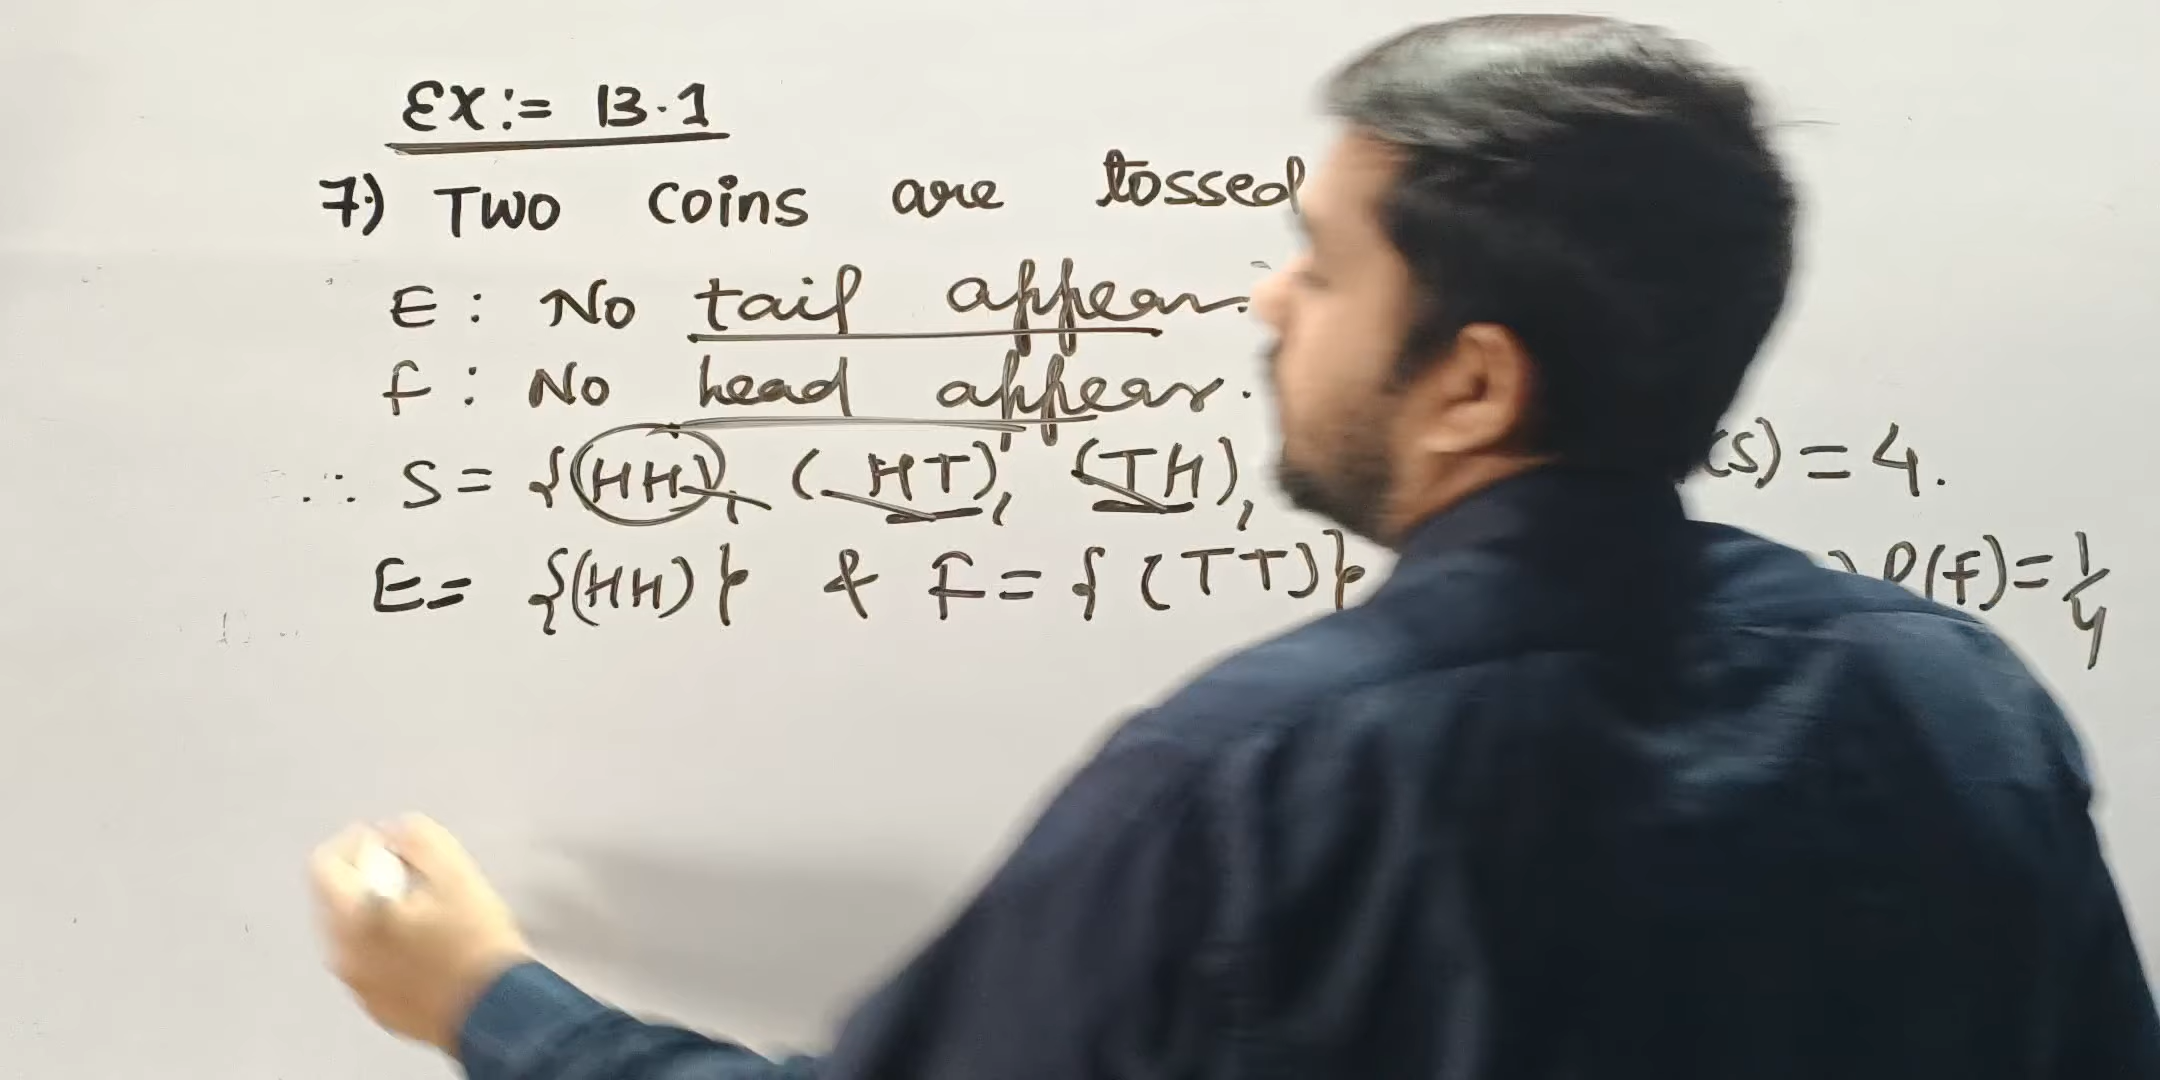 Ex:= 13.1
7) Two coins are tossed
E : No tail appear.
F : No head appear.
∴ S = {(HH), (HT), (TH), (S) = 4.
E = {(HH)} & F = {(TT)} ) P(F) = 1/4